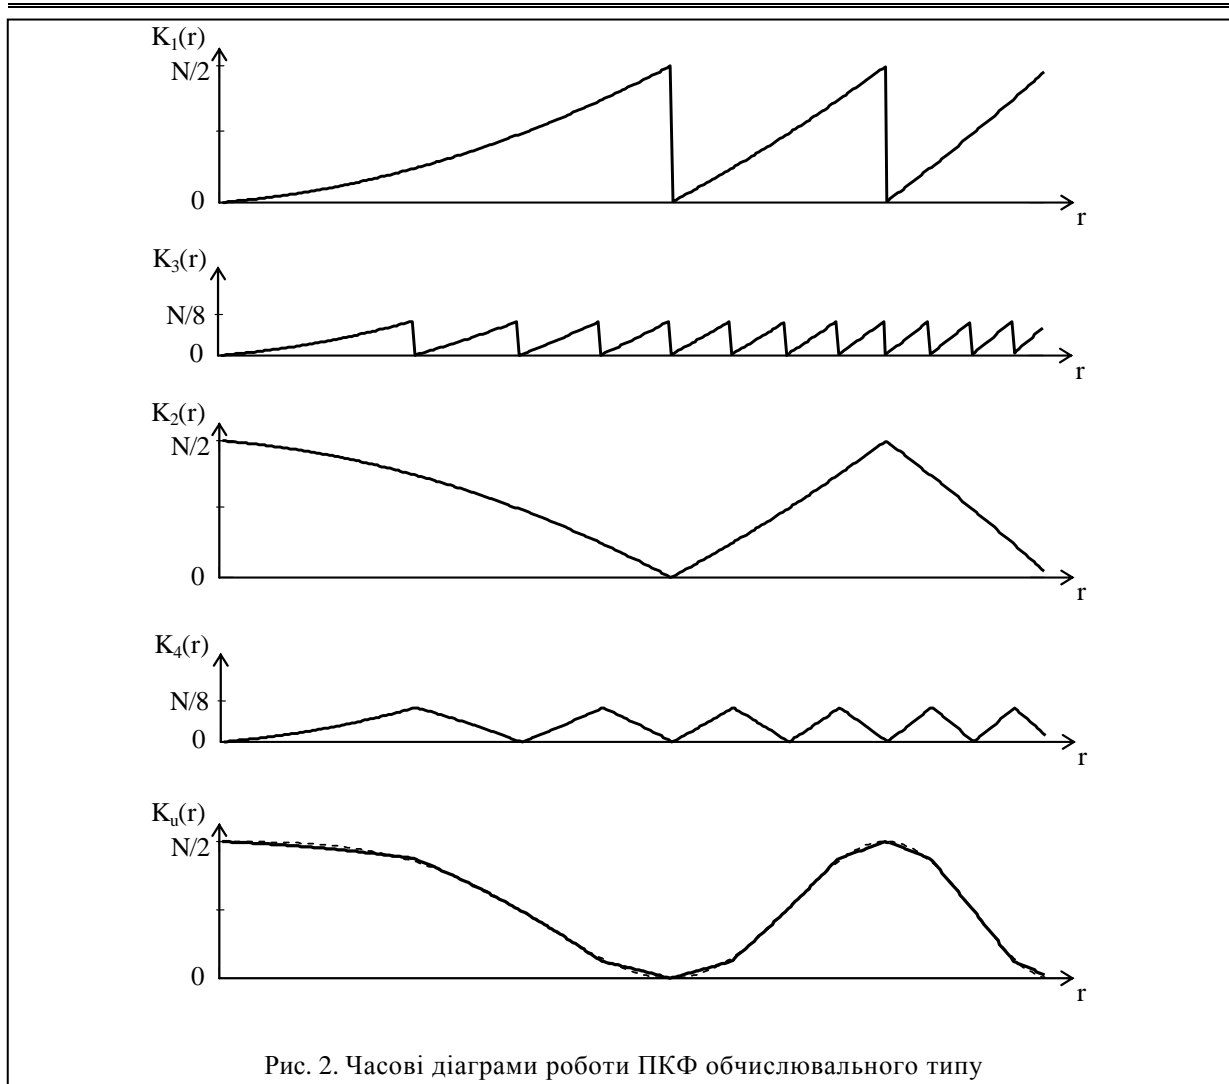 K₁(r)
N/2
0
r
K₃(r)
N/8
0
r
K₂(r)
N/2
0
r
K₄(r)
N/8
0
r
Kᵤ(r)
N/2
0
r
Рис. 2. Часові діаграми роботи ПКФ обчислювального типу